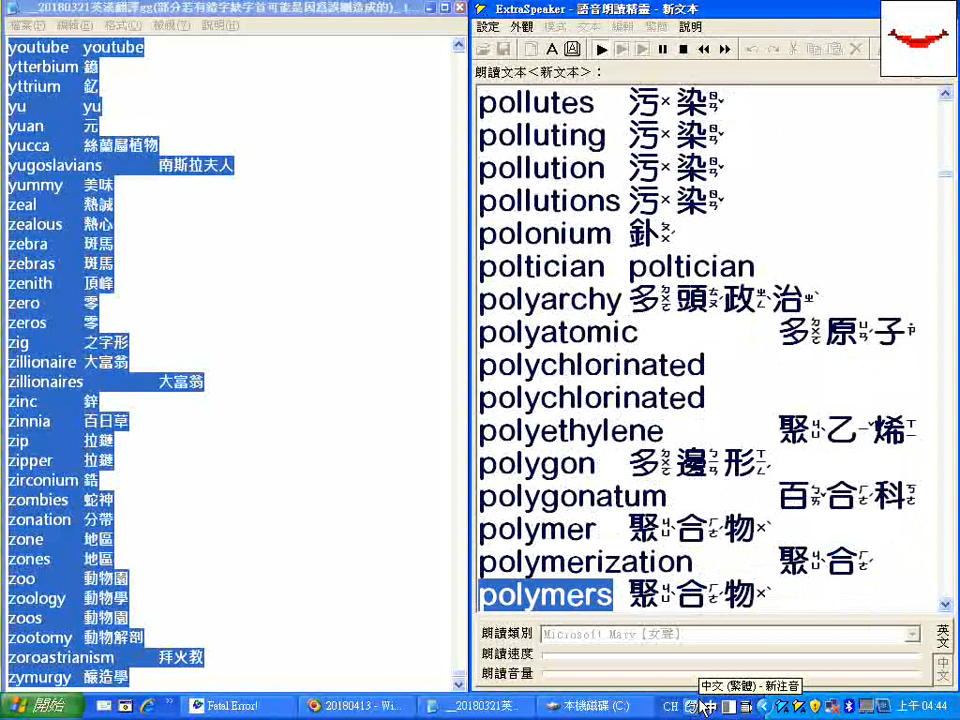 __20180321英漢翻譯gg(部分若有錯字缺字首可能是因為誤刪造成的)_
檔案(F) 編輯(E) 格式(O) 檢視(V) 說明(H)
youtube youtube
ytterbium 鐿
yttrium 釔
yu yu
yuan 元
yucca 絲蘭屬植物
yugoslavians 南斯拉夫人
yummy 美味
zeal 熱誠
zealous 熱心
zebra 斑馬
zebras 斑馬
zenith 頂峰
zero 零
zeros 零
zig 之字形
zillionaire 大富翁
zillionaires 大富翁
zinc 鋅
zinnia 百日草
zip 拉鏈
zipper 拉鏈
zirconium 鋯
zombies 蛇神
zonation 分帶
zone 地區
zones 地區
zoo 動物園
zoology 動物學
zoos 動物園
zootomy 動物解剖
zoroastrianism 拜火教
zymurgy 釀造學
ExtraSpeaker - 語音朗讀精靈 - 新文本
設定 外觀 模式 文本 編輯 繁簡 說明
朗讀文本<新文本>：
pollutes 污染
polluting 污染
pollution 污染
pollutions 污染
polonium 釙
poltician poltician
polyarchy 多頭政治
polyatomic 多原子
polychlorinated
polychlorinated
polyethylene 聚乙烯
polygon 多邊形
polygonatum 百合科
polymer 聚合物
polymerization 聚合
polymers 聚合物
朗讀類別 Microsoft Mary【女聲】
朗讀速度
朗讀音量
英文
中文
中文 (繁體) - 新注音
開始 Fatal Error! 20180413 - Wi... __20180321英... 本機磁碟 (C:) CH 上午 04:44